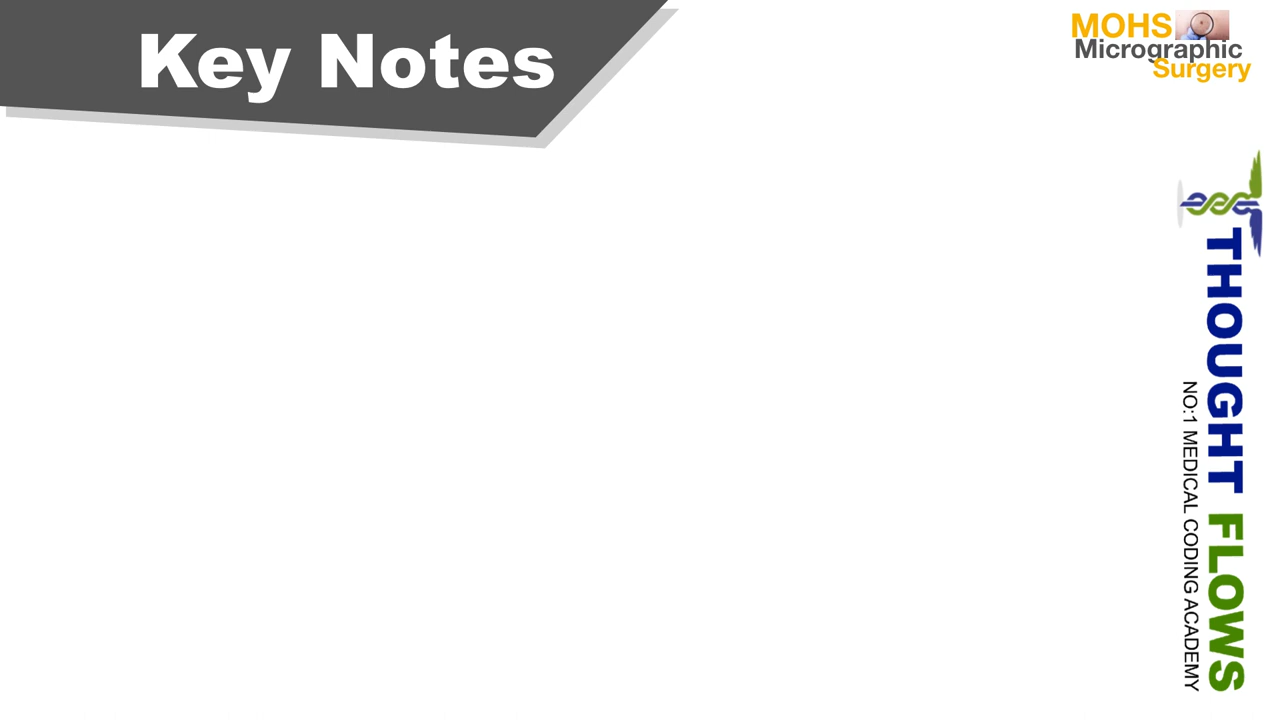 Key Notes
MOHS
Micrographic
Surgery
THOUGHT FLOWS
NO:1 MEDICAL CODING ACADEMY